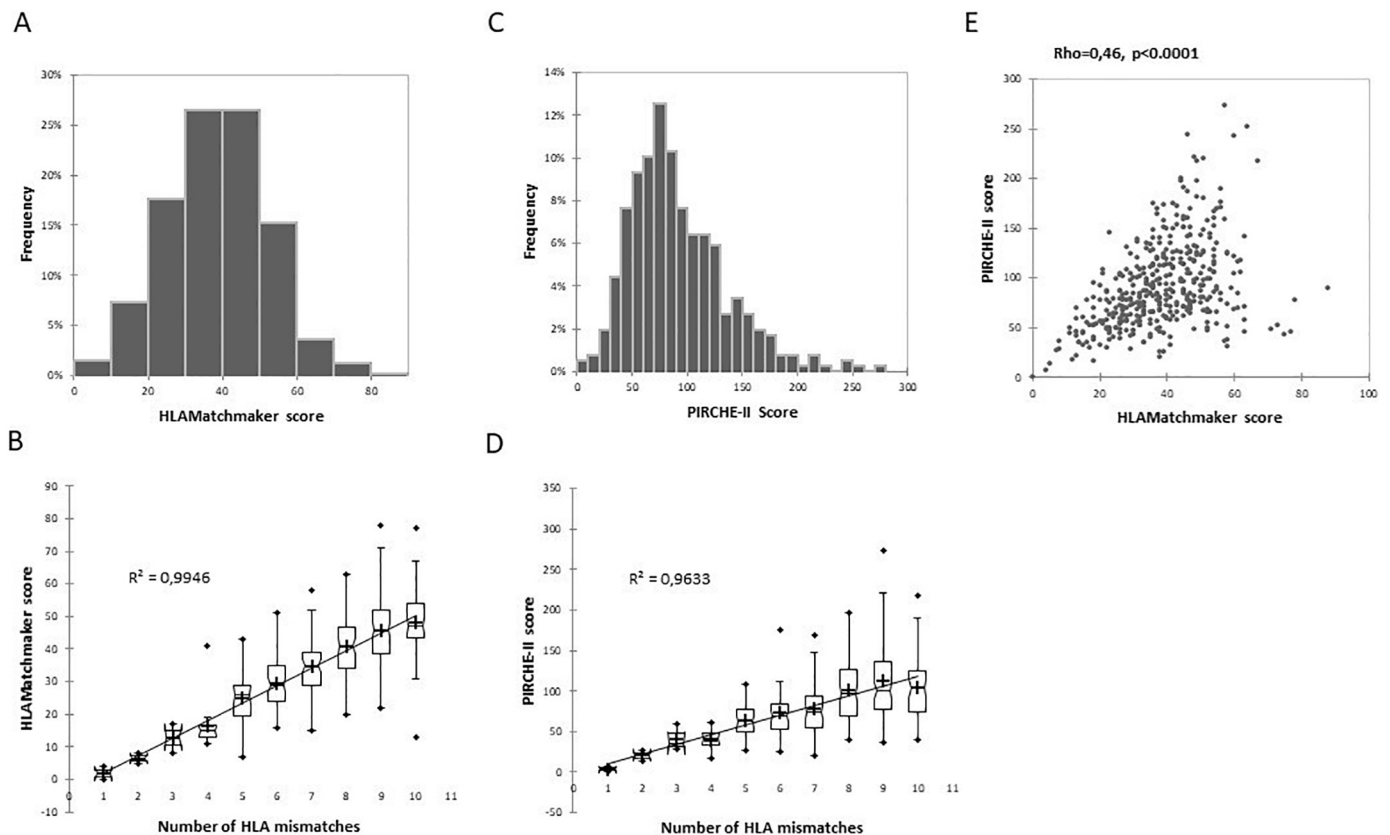 A
C
E
Rho=0,46, p<0.0001
30%
25%
20%
15%
10%
5%
0%
Frequency
0 20 40 60 80
HLAMatchmaker score
14%
12%
10%
8%
6%
4%
2%
0%
Frequency
0 50 100 150 200 250 300
PIRCHE-II Score
300
250
200
150
100
50
0
PIRCHE-II score
0 20 40 60 80 100
HLAMatchmaker score
B
D
90
80
70
60
50
40
30
20
10
0
-10
HLAMatchmaker score
R² = 0,9946
0 1 2 3 4 5 6 7 8 9 10 11
Number of HLA mismatches
350
300
250
200
150
100
50
0
-50
PIRCHE-II score
R² = 0,9633
0 1 2 3 4 5 6 7 8 9 10 11
Number of HLA mismatches